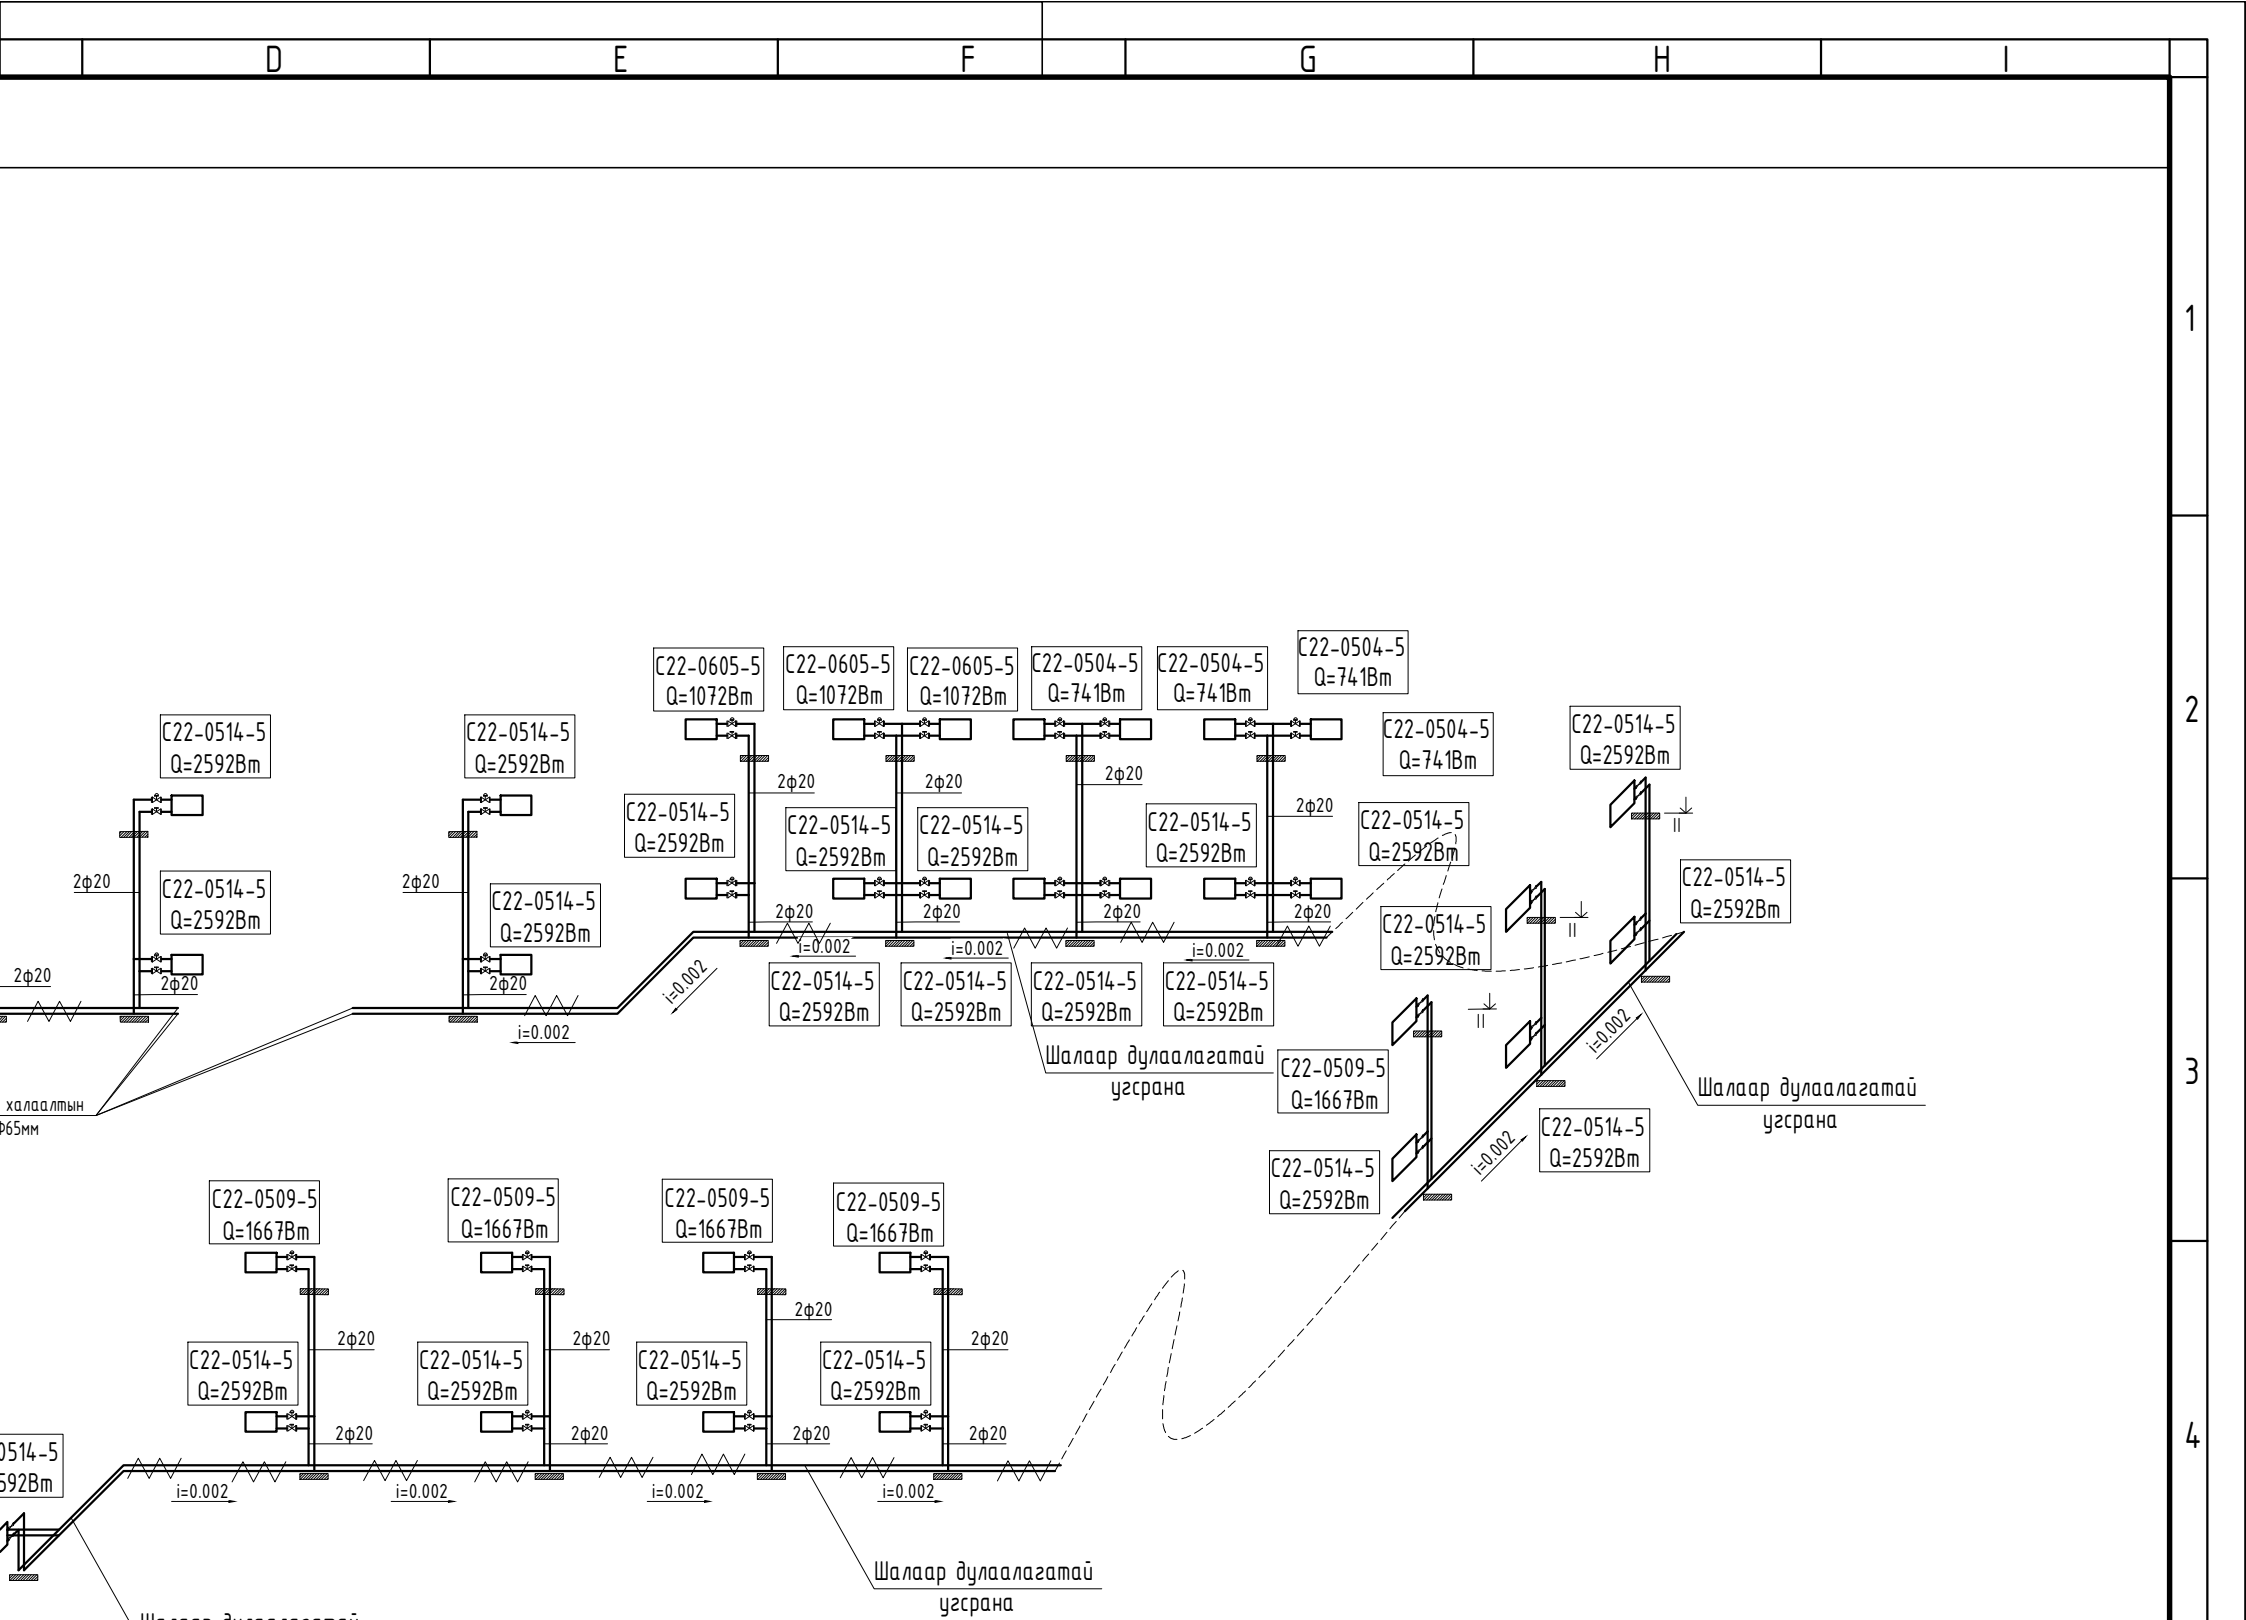 D E F G H I
1
2
3
4
C22-0504-5
Q=741Вт
C22-0605-5
Q=1072Вт
C22-0605-5
Q=1072Вт
C22-0605-5
Q=1072Вт
C22-0504-5
Q=741Вт
C22-0504-5
Q=741Вт
C22-0514-5
Q=2592Вт
C22-0514-5
Q=2592Вт
C22-0504-5
Q=741Вт
C22-0514-5
Q=2592Вт
2ф20
2ф20
2ф20
2ф20
C22-0514-5
Q=2592Вт
C22-0514-5
Q=2592Вт
C22-0514-5
Q=2592Вт
C22-0514-5
Q=2592Вт
C22-0514-5
Q=2592Вт
II
2ф20
C22-0514-5
Q=2592Вт
2ф20
C22-0514-5
Q=2592Вт
C22-0514-5
Q=2592Вт
C22-0514-5
Q=2592Вт
II
2ф20
2ф20
2ф20
2ф20
i=0.002
i=0.002
i=0.002
2ф20
2ф20
2ф20
i=0.002
C22-0514-5
Q=2592Вт
C22-0514-5
Q=2592Вт
C22-0514-5
Q=2592Вт
C22-0514-5
Q=2592Вт
II
i=0.002
i=0.002
Шалаар дулаалагатай
угсрана
C22-0509-5
Q=1667Вт
Шалаар дулаалагатай
угсрана
халаалтын
Ф65мм
C22-0514-5
Q=2592Вт
i=0.002
C22-0514-5
Q=2592Вт
C22-0509-5
Q=1667Вт
C22-0509-5
Q=1667Вт
C22-0509-5
Q=1667Вт
C22-0509-5
Q=1667Вт
2ф20
2ф20
2ф20
2ф20
C22-0514-5
Q=2592Вт
C22-0514-5
Q=2592Вт
C22-0514-5
Q=2592Вт
C22-0514-5
Q=2592Вт
2ф20
2ф20
2ф20
2ф20
0514-5
592Вт
i=0.002
i=0.002
i=0.002
i=0.002
Шалаар дулаалагатай
угсрана
Шалаар дулаалагатай